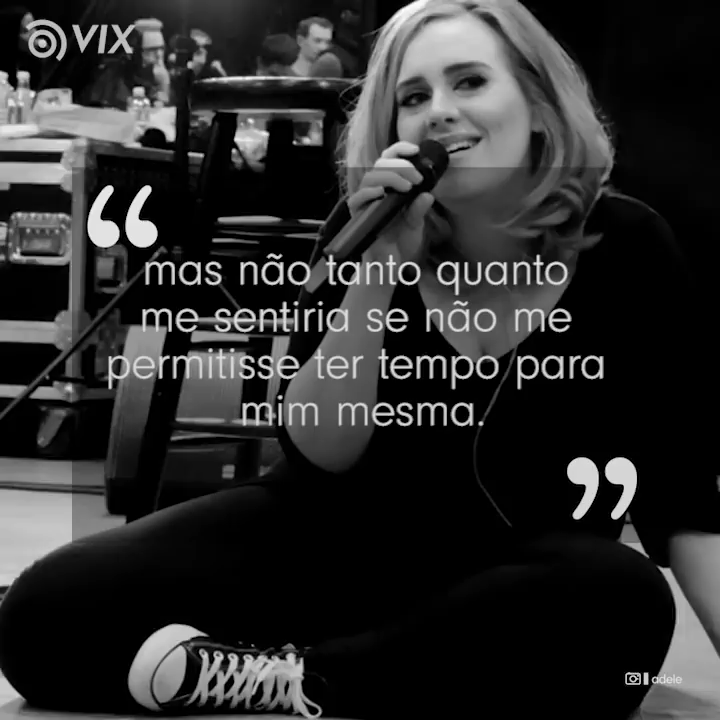 VIX
“
mas não tanto quanto
me sentiria se não me
permitisse ter tempo para
mim mesma.
”
adele